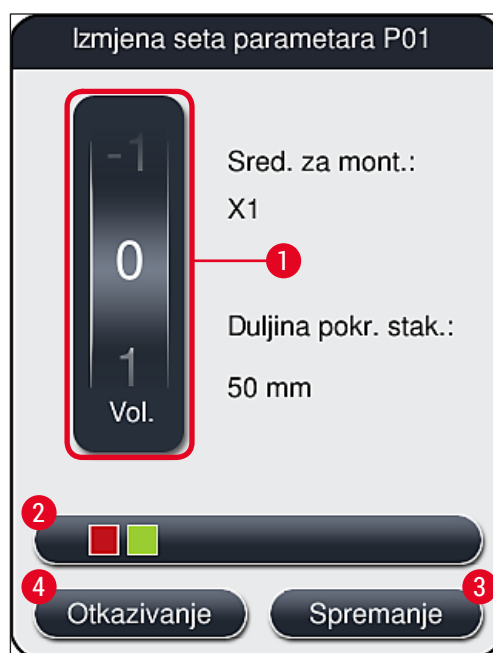 Izmjena seta parametara P01
-1
0
1
Vol.
1
Sred. za mont.:
X1
Duljina pokr. stak.:
50 mm
2
4
Otkazivanje
3
Spremanje